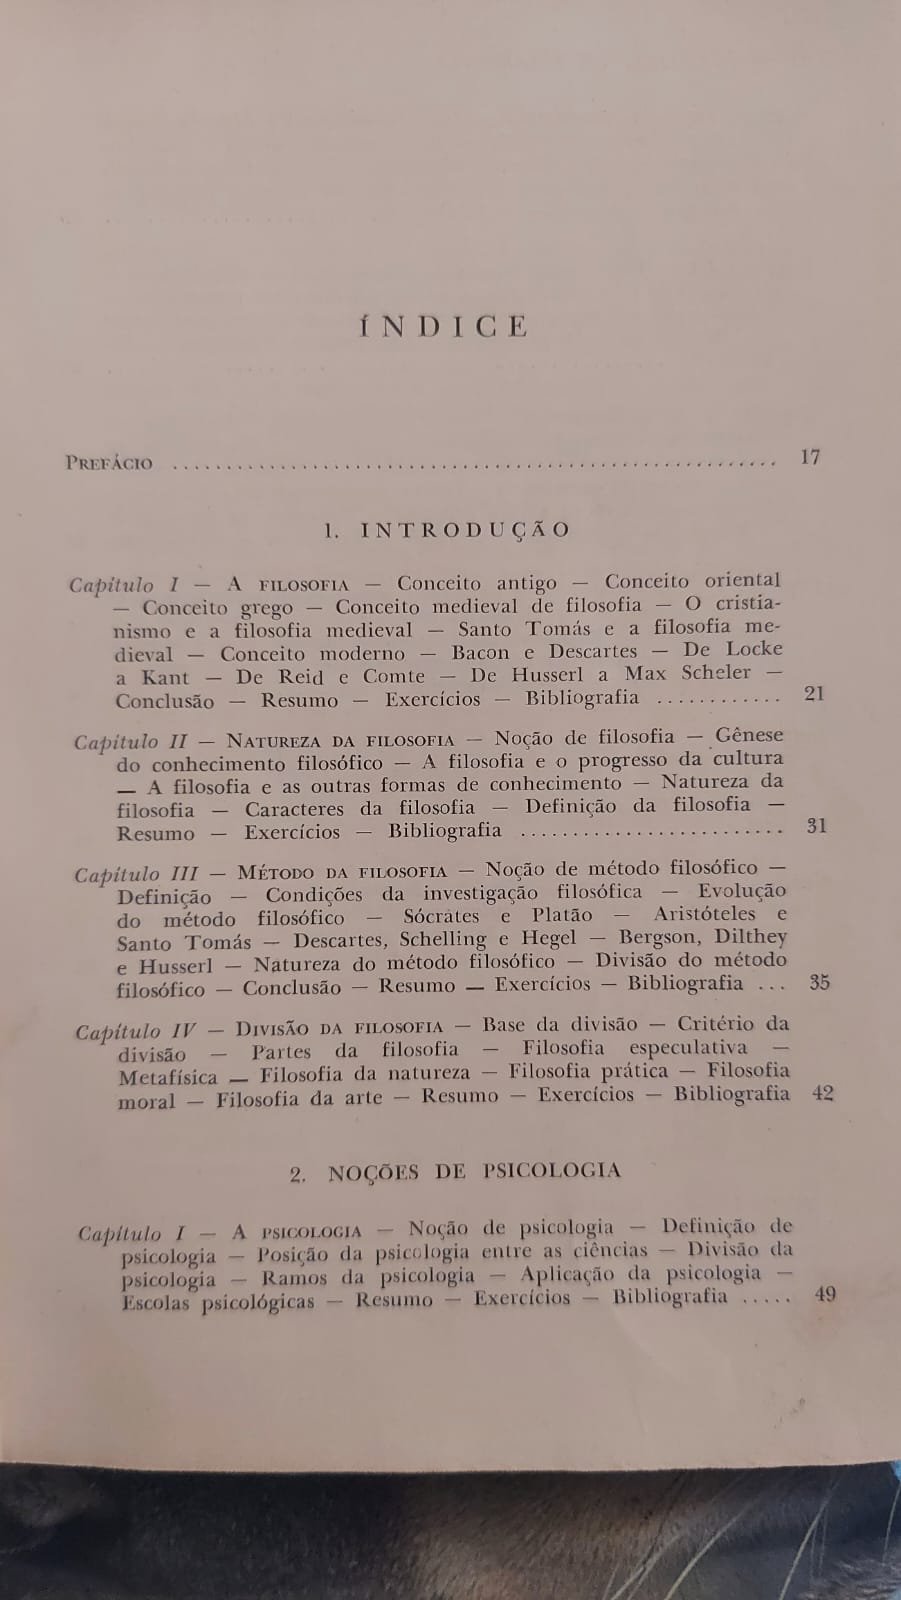 ÍNDICE
PREFÁCIO ........................................................ 17
1. INTRODUÇÃO
Capítulo I — A FILOSOFIA — Conceito antigo — Conceito oriental
— Conceito grego — Conceito medieval de filosofia — O cristia-
nismo e a filosofia medieval — Santo Tomás e a filosofia me-
dieval — Conceito moderno — Bacon e Descartes — De Locke
a Kant — De Reid e Comte — De Husserl a Max Scheler —
Conclusão — Resumo — Exercícios — Bibliografia ............ 21
Capítulo II — NATUREZA DA FILOSOFIA — Noção de filosofia — Gênese
do conhecimento filosófico — A filosofia e o progresso da cultura
— A filosofia e as outras formas de conhecimento — Natureza da
filosofia — Caracteres da filosofia — Definição da filosofia —
Resumo — Exercícios — Bibliografia ......................... 31
Capítulo III — MÉTODO DA FILOSOFIA — Noção de método filosófico —
Definição — Condições da investigação filosófica — Evolução
do método filosófico — Sócrates e Platão — Aristóteles e
Santo Tomás — Descartes, Schelling e Hegel — Bergson, Dilthey
e Husserl — Natureza do método filosófico — Divisão do método
filosófico — Conclusão — Resumo — Exercícios — Bibliografia ... 35
Capítulo IV — DIVISÃO DA FILOSOFIA — Base da divisão — Critério da
divisão — Partes da filosofia — Filosofia especulativa —
Metafísica — Filosofia da natureza — Filosofia prática — Filosofia
moral — Filosofia da arte — Resumo — Exercícios — Bibliografia 42
2. NOÇÕES DE PSICOLOGIA
Capítulo I — A PSICOLOGIA — Noção de psicologia — Definição de
psicologia — Posição da psicologia entre as ciências — Divisão da
psicologia — Ramos da psicologia — Aplicação da psicologia —
Escolas psicológicas — Resumo — Exercícios — Bibliografia ..... 49